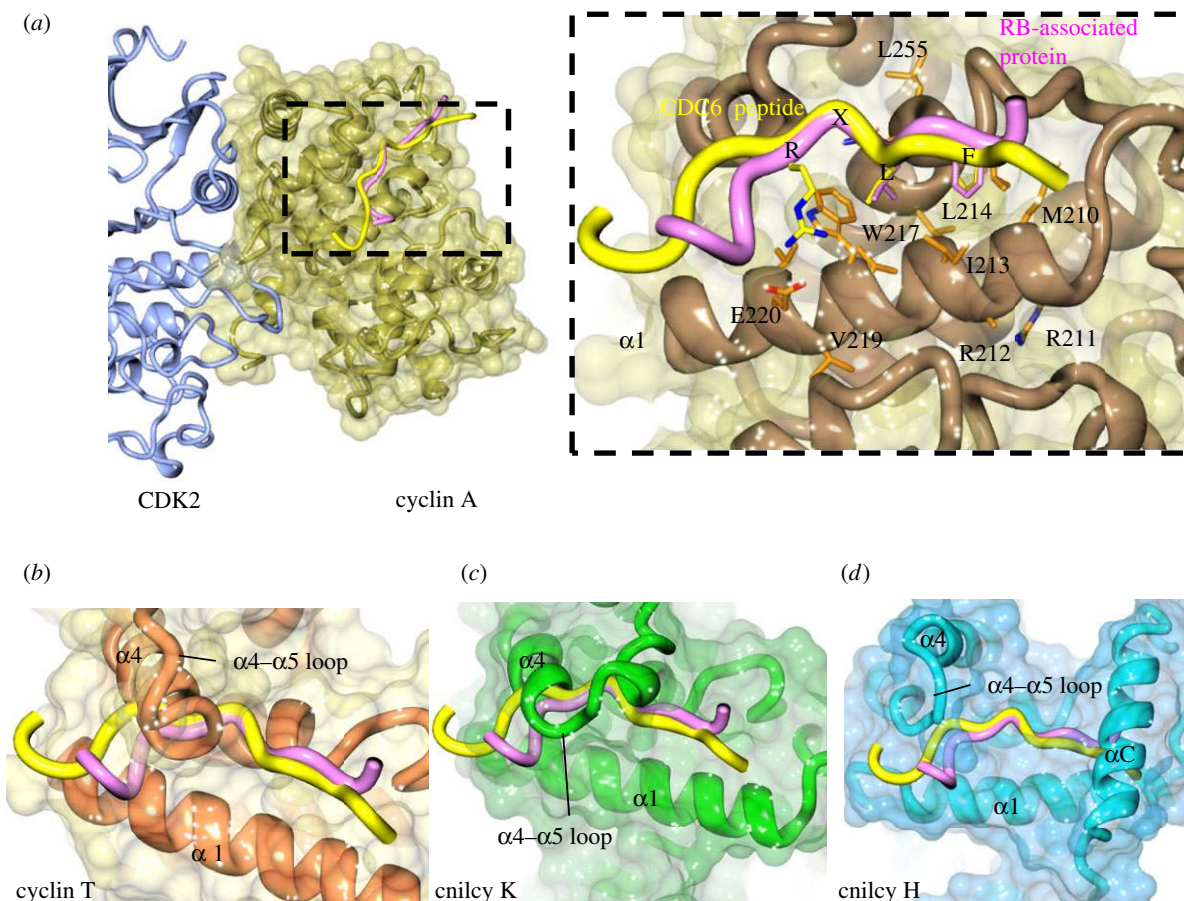 (a)
L255
RB-associated
protein
CDC6 peptide
X
R
L
F
L214
M210
W217
I213
E220
α1
V219
R212
R211
CDK2
cyclin A
(b)
α4
α4–α5 loop
α 1
cyclin T
(c)
α4
α1
α4–α5 loop
cnilcy K
(d)
α4
α4–α5 loop
αC
α1
cnilcy H